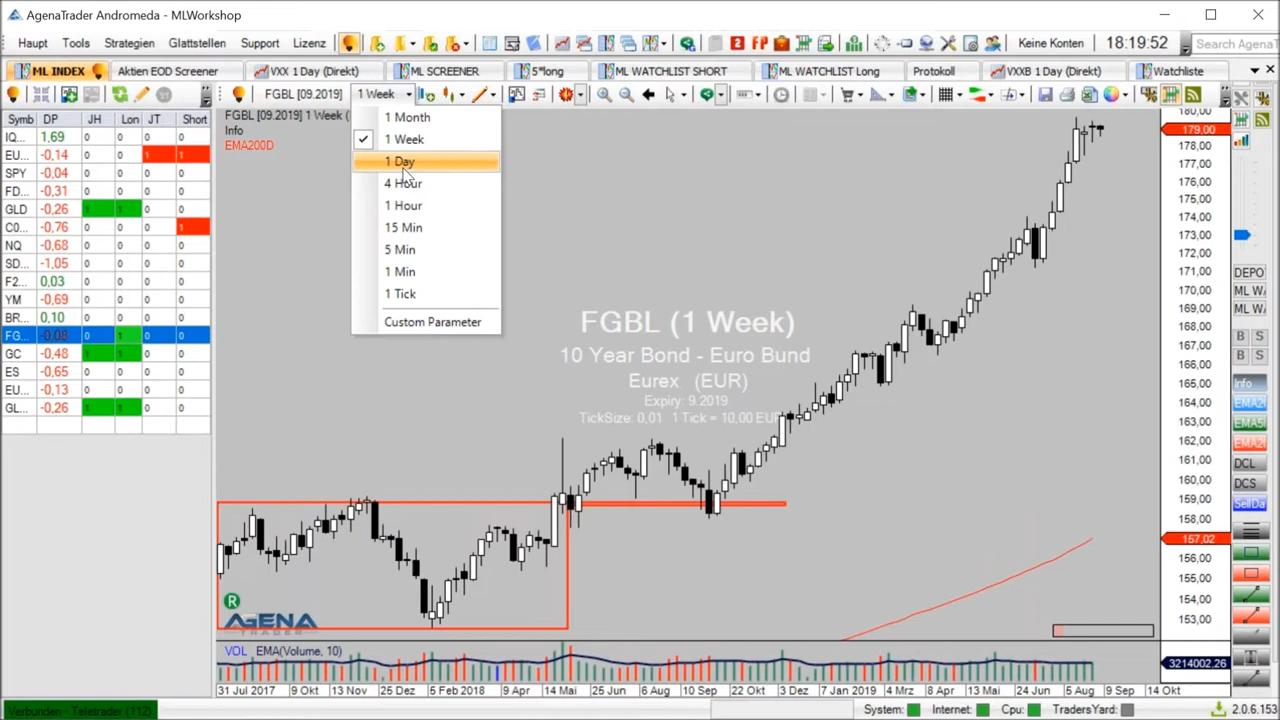 AgenaTrader Andromeda - MLWorkshop
Haupt Tools Strategien Glattstellen Support Lizenz 2 FP Keine Konten 18:19:52 Search Agena
ML INDEX Aktien EOD Screener VXX 1 Day (Direkt) ML SCREENER 5*long ML WATCHLIST SHORT ML WATCHLIST Long Protokoll VXXB 1 Day (Direkt) Watchliste
FGBL [09.2019] 1 Week
Symb DP JH Lon JT Short
IQ... 1,69 0 0 0 0
EU... -0,14 0 0 1 1
SPY -0,04 0 0 0 0
FD... -0,31 0 0 0 0
GLD -0,26 1 1 0 0
C0... -0,76 0 0 0 1
NQ -0,68 0 0 0 0
SD... -1,05 0 0 0 0
F2... 0,03 0 0 0 0
YM -0,69 0 0 0 0
BR... 0,10 0 0 0 0
FG... -0,08 0 1 0 0
GC -0,48 1 1 0 0
ES -0,65 0 0 0 0
EU... -0,13 0 0 0 0
GL... -0,26 1 1 0 0
FGBL [09.2019] 1 Week (
Info
EMA200D
1 Month
1 Week
1 Day
4 Hour
1 Hour
15 Min
5 Min
1 Min
1 Tick
Custom Parameter
FGBL (1 Week)
10 Year Bond - Euro Bund
Eurex (EUR)
Expiry: 9.2019
TickSize: 0,01 1 Tick = 10,00 EUR
R
AGENA
TRADER
180,00
179,00
178,00
177,00
176,00
175,00
174,00
173,00
172,00
171,00
170,00
169,00
168,00
167,00
166,00
165,00
164,00
163,00
162,00
161,00
160,00
159,00
158,00
157,02
156,00
155,00
154,00
153,00
DEPO
ML W
ML W
B S
B S
Info
EMA2
EMA5
EMA2
DCL
DCS
Sel/Da
VOL EMA(Volume, 10)
3214002,26
31 Jul 2017 9 Okt 13 Nov 25 Dez 5 Feb 2018 9 Apr 14 Mai 25 Jun 6 Aug 10 Sep 22 Okt 3 Dez 7 Jan 2019 4 Mrz 8 Apr 13 Mai 24 Jun 5 Aug 9 Sep 14 Okt
Verbunden - Teletrader (112) System: Internet: Cpu: TradersYard: 2.0.6.153